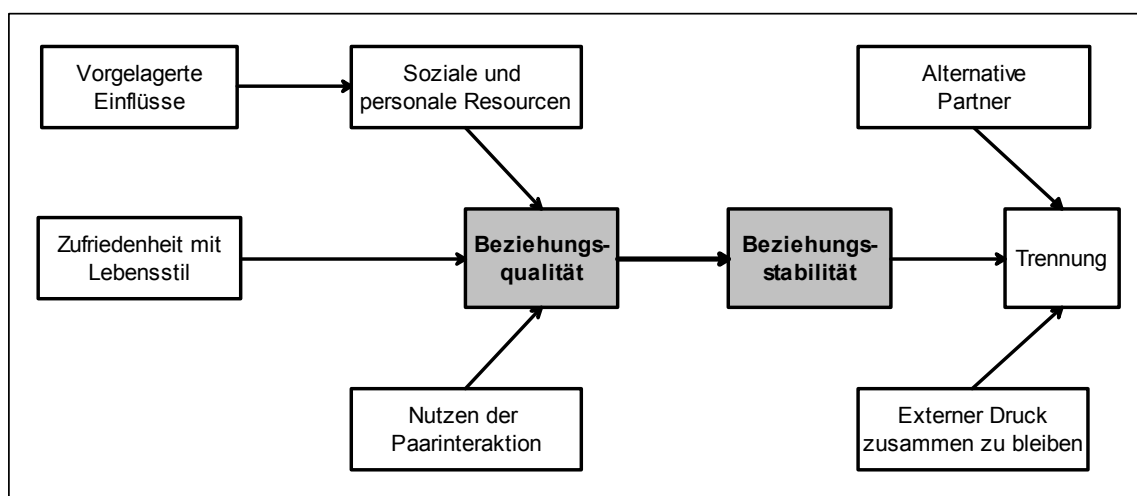 Vorgelagerte
Einflüsse
Soziale und
personale Resourcen
Alternative
Partner
Zufriedenheit mit
Lebensstil
Beziehungs-
qualität
Beziehungs-
stabilität
Trennung
Nutzen der
Paarinteraktion
Externer Druck
zusammen zu bleiben